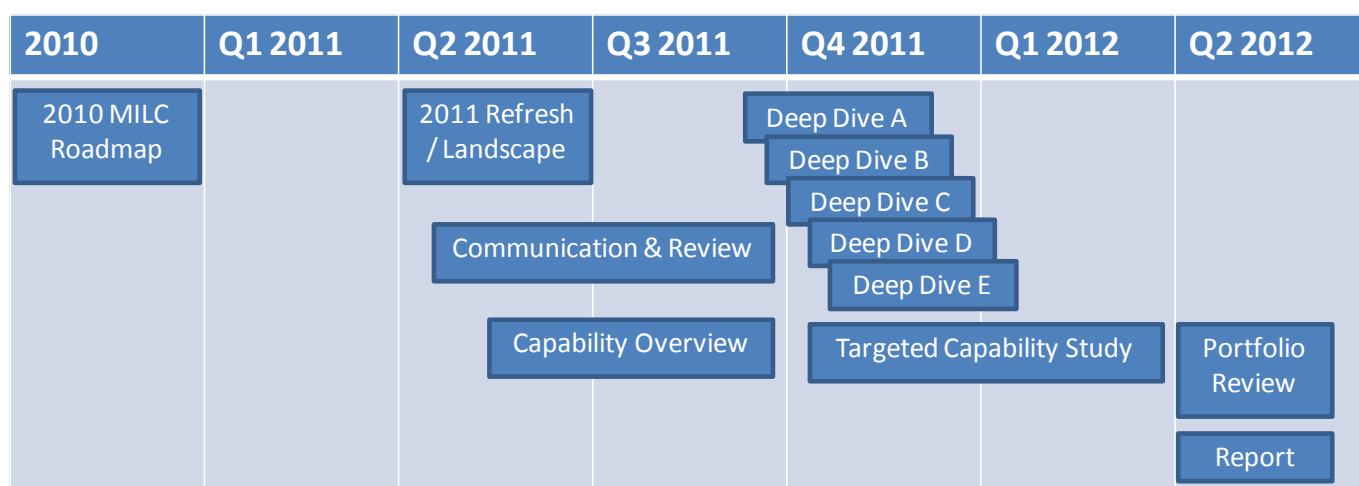 2010
Q1 2011
Q2 2011
Q3 2011
Q4 2011
Q1 2012
Q2 2012
2010 MILC
Roadmap
2011 Refresh
/ Landscape
Deep Dive A
Deep Dive B
Deep Dive C
Deep Dive D
Deep Dive E
Communication & Review
Capability Overview
Targeted Capability Study
Portfolio
Review
Report